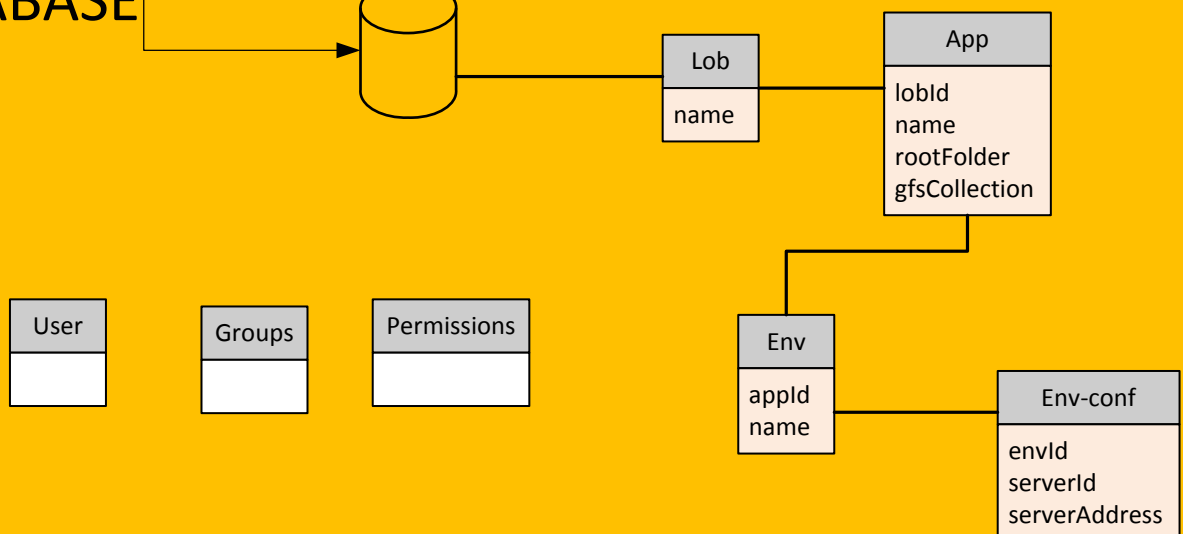 ABASE
Lob
name
App
lobId
name
rootFolder
gfsCollection
User
Groups
Permissions
Env
appId
name
Env-conf
envId
serverId
serverAddress